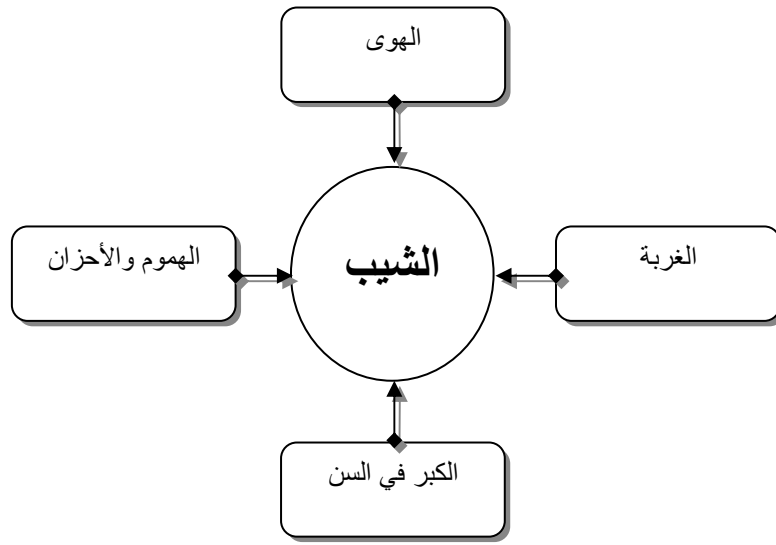 الهوى
الغربة
الشيب
الهموم والأحزان
الكبر في السن